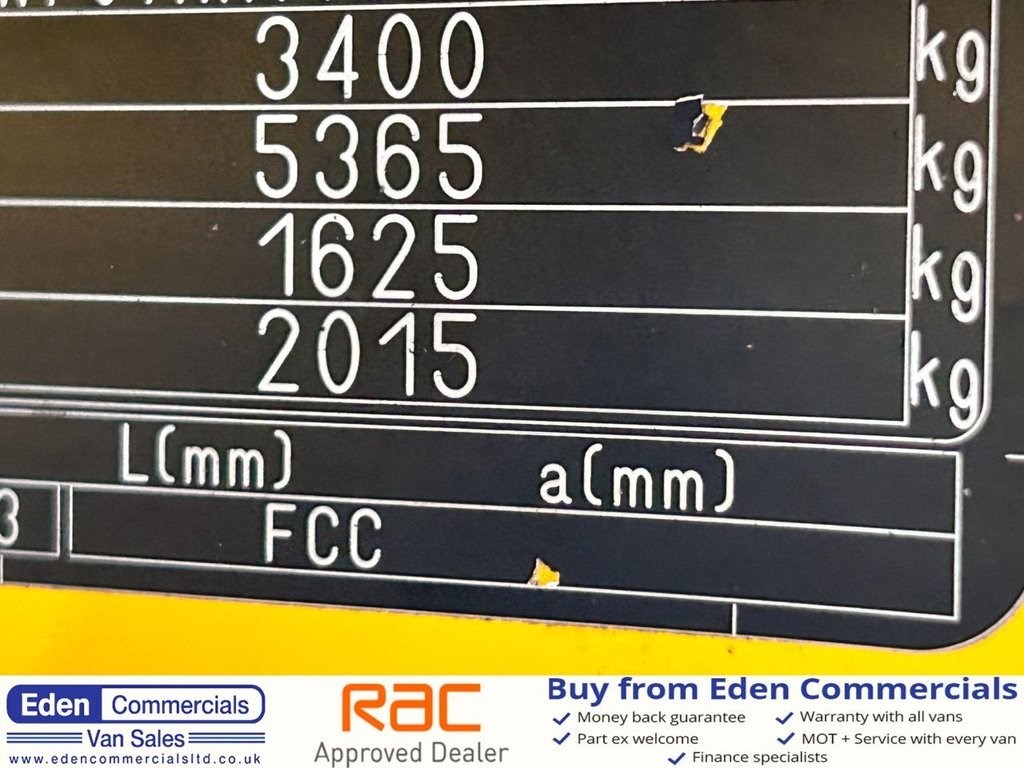 3400 kg
5365 kg
1625 kg
2015 kg
L(mm) a(mm)
3 FCC
Eden Commercials
Van Sales
www.edencommercialsltd.co.uk
RAC
Approved Dealer
Buy from Eden Commercials
Money back guarantee Warranty with all vans
Part ex welcome MOT + Service with every van
Finance specialists